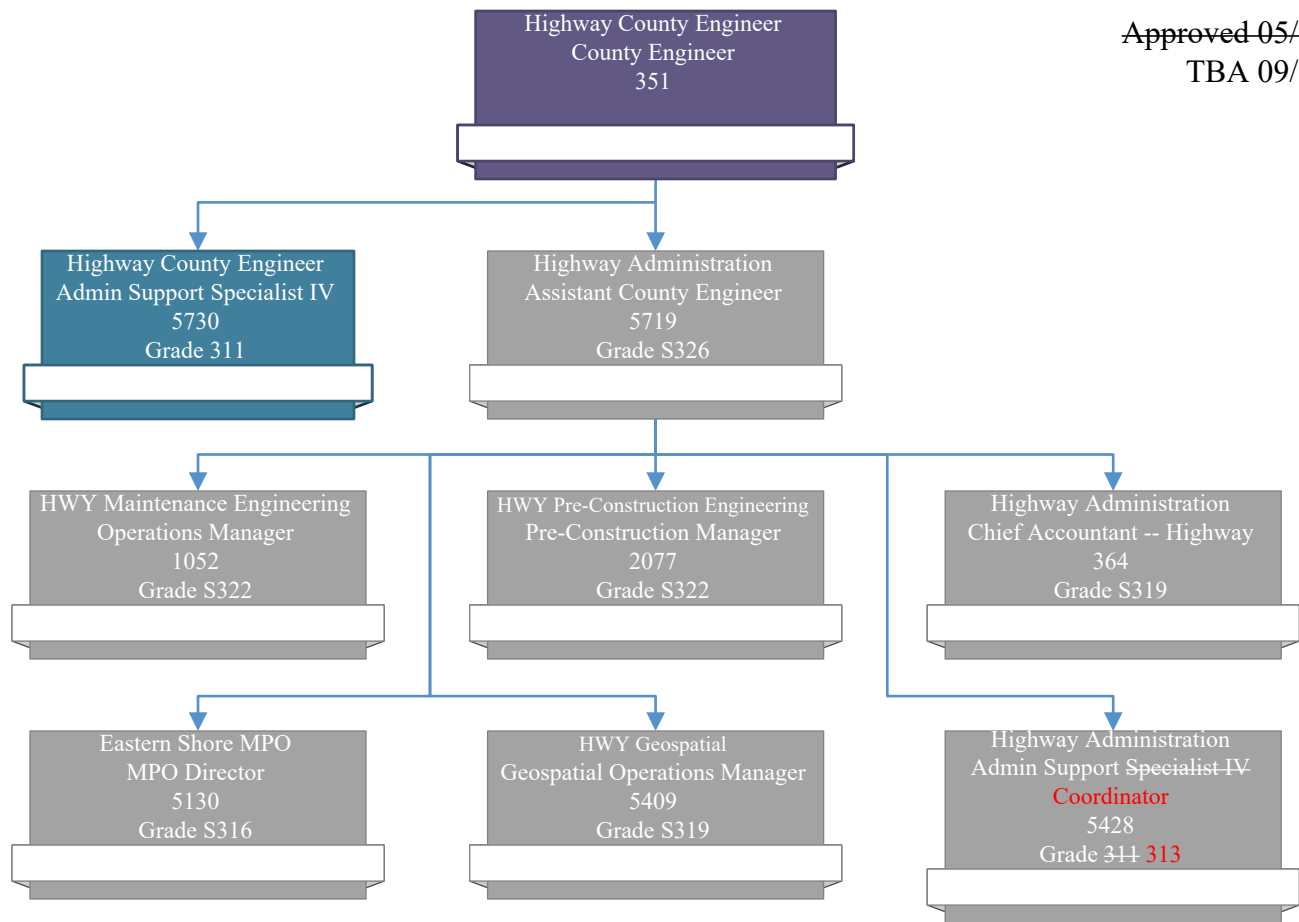 Highway County Engineer
County Engineer
351
Approved 05/
TBA 09/
Highway County Engineer
Admin Support Specialist IV
5730
Grade 311
Highway Administration
Assistant County Engineer
5719
Grade S326
HWY Maintenance Engineering
Operations Manager
1052
Grade S322
HWY Pre-Construction Engineering
Pre-Construction Manager
2077
Grade S322
Highway Administration
Chief Accountant -- Highway
364
Grade S319
Eastern Shore MPO
MPO Director
5130
Grade S316
HWY Geospatial
Geospatial Operations Manager
5409
Grade S319
Highway Administration
Admin Support Specialist IV
Coordinator
5428
Grade 311 313